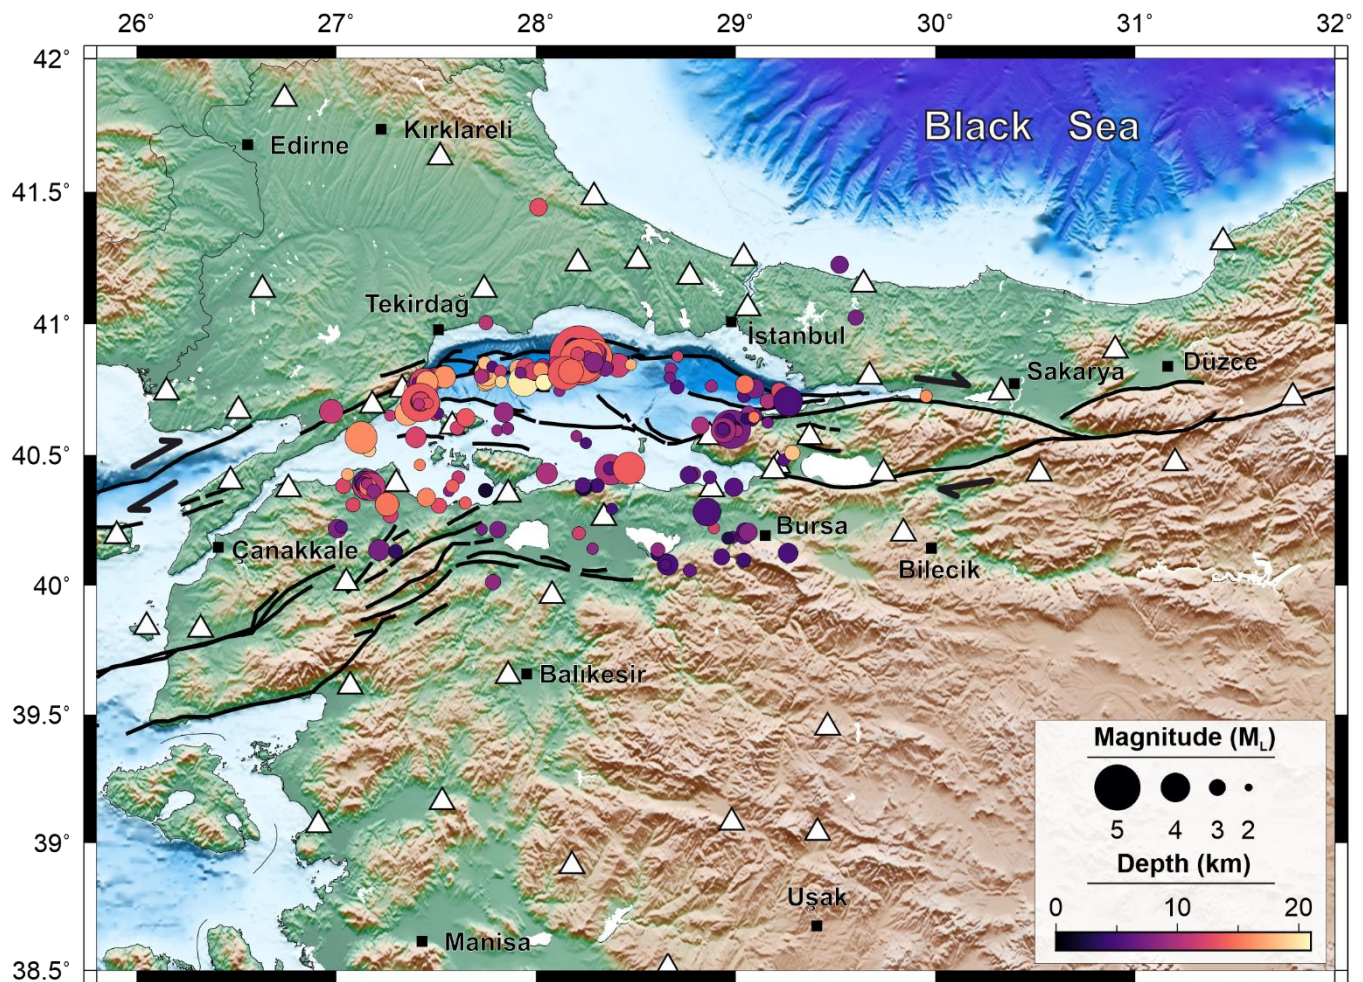 26° 27° 28° 29° 30° 31° 32°
42°
Black Sea
Kırklareli
Edirne
41.5°
Tekirdağ
41°
İstanbul
Düzce
Sakarya
40.5°
Bursa
Çanakkale
Bilecik
40°
Balıkesir
39.5°
Magnitude (ML)
5 4 3 2
39°
Depth (km)
Uşak
0 10 20
Manisa
38.5°